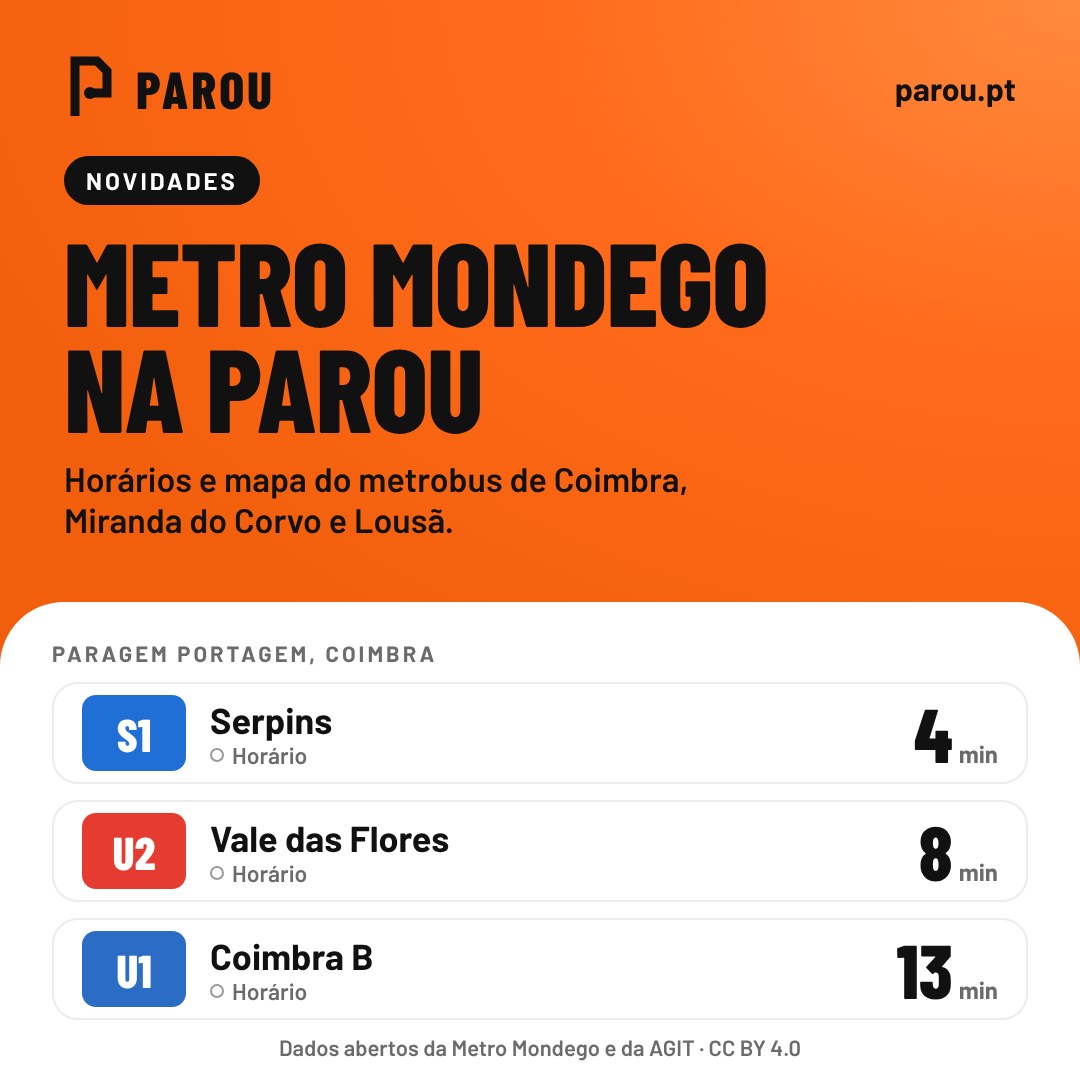 PAROU
parou.pt
NOVIDADES
METRO MONDEGO
NA PAROU
Horários e mapa do metrobus de Coimbra,
Miranda do Corvo e Lousã.
PARAGEM PORTAGEM, COIMBRA
S1 Serpins 4 min
Horário
U2 Vale das Flores 8 min
Horário
U1 Coimbra B 13 min
Horário
Dados abertos da Metro Mondego e da AGIT · CC BY 4.0